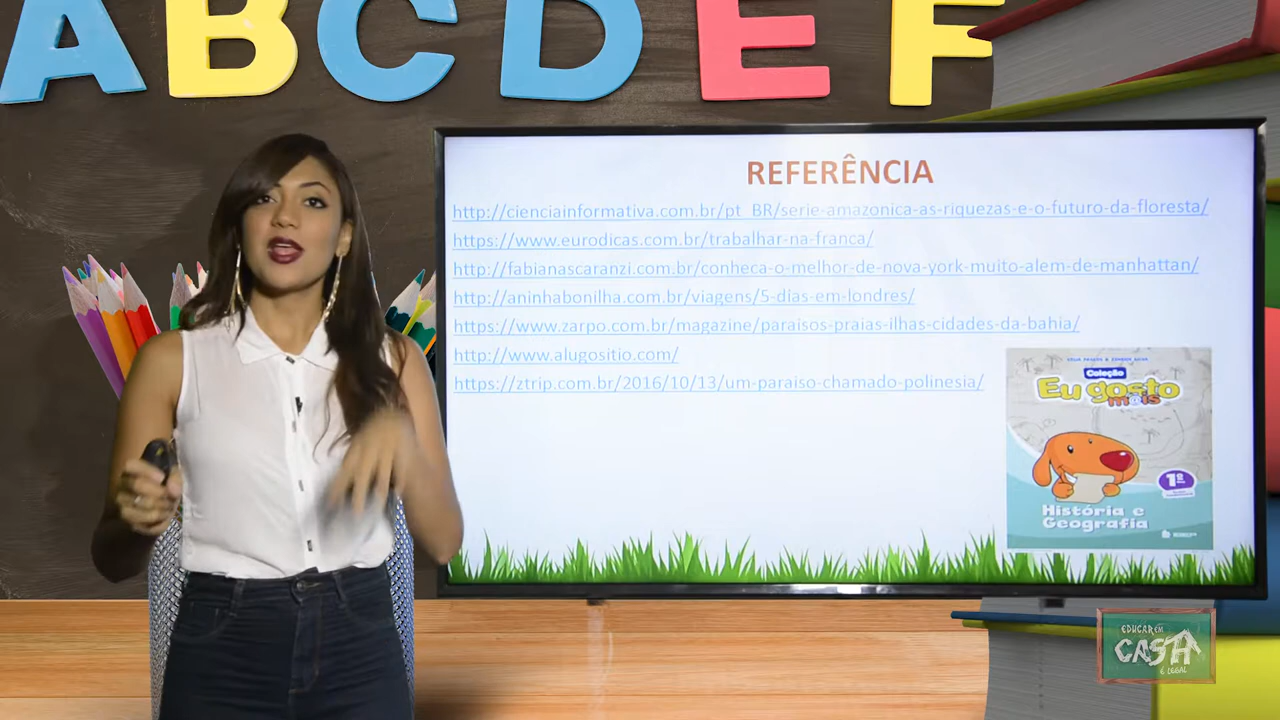 ABCDEF
REFERÊNCIA
http://cienciainformativa.com.br/pt_BR/serie-amazonica-as-riquezas-e-o-futuro-da-floresta/
https://www.eurodicas.com.br/trabalhar-na-franca/
http://fabianascaranzi.com.br/conheca-o-melhor-de-nova-york-muito-alem-de-manhattan/
http://aninhabonilha.com.br/viagens/5-dias-em-londres/
https://www.zarpo.com.br/magazine/paraisos-praias-ilhas-cidades-da-bahia/
http://www.alugositio.com/
https://ztrip.com.br/2016/10/13/um-paraiso-chamado-polinesia/
Coleção
Eu gosto
mais
1º
História e
Geografia
EDUCAR EM
CASA
É LEGAL